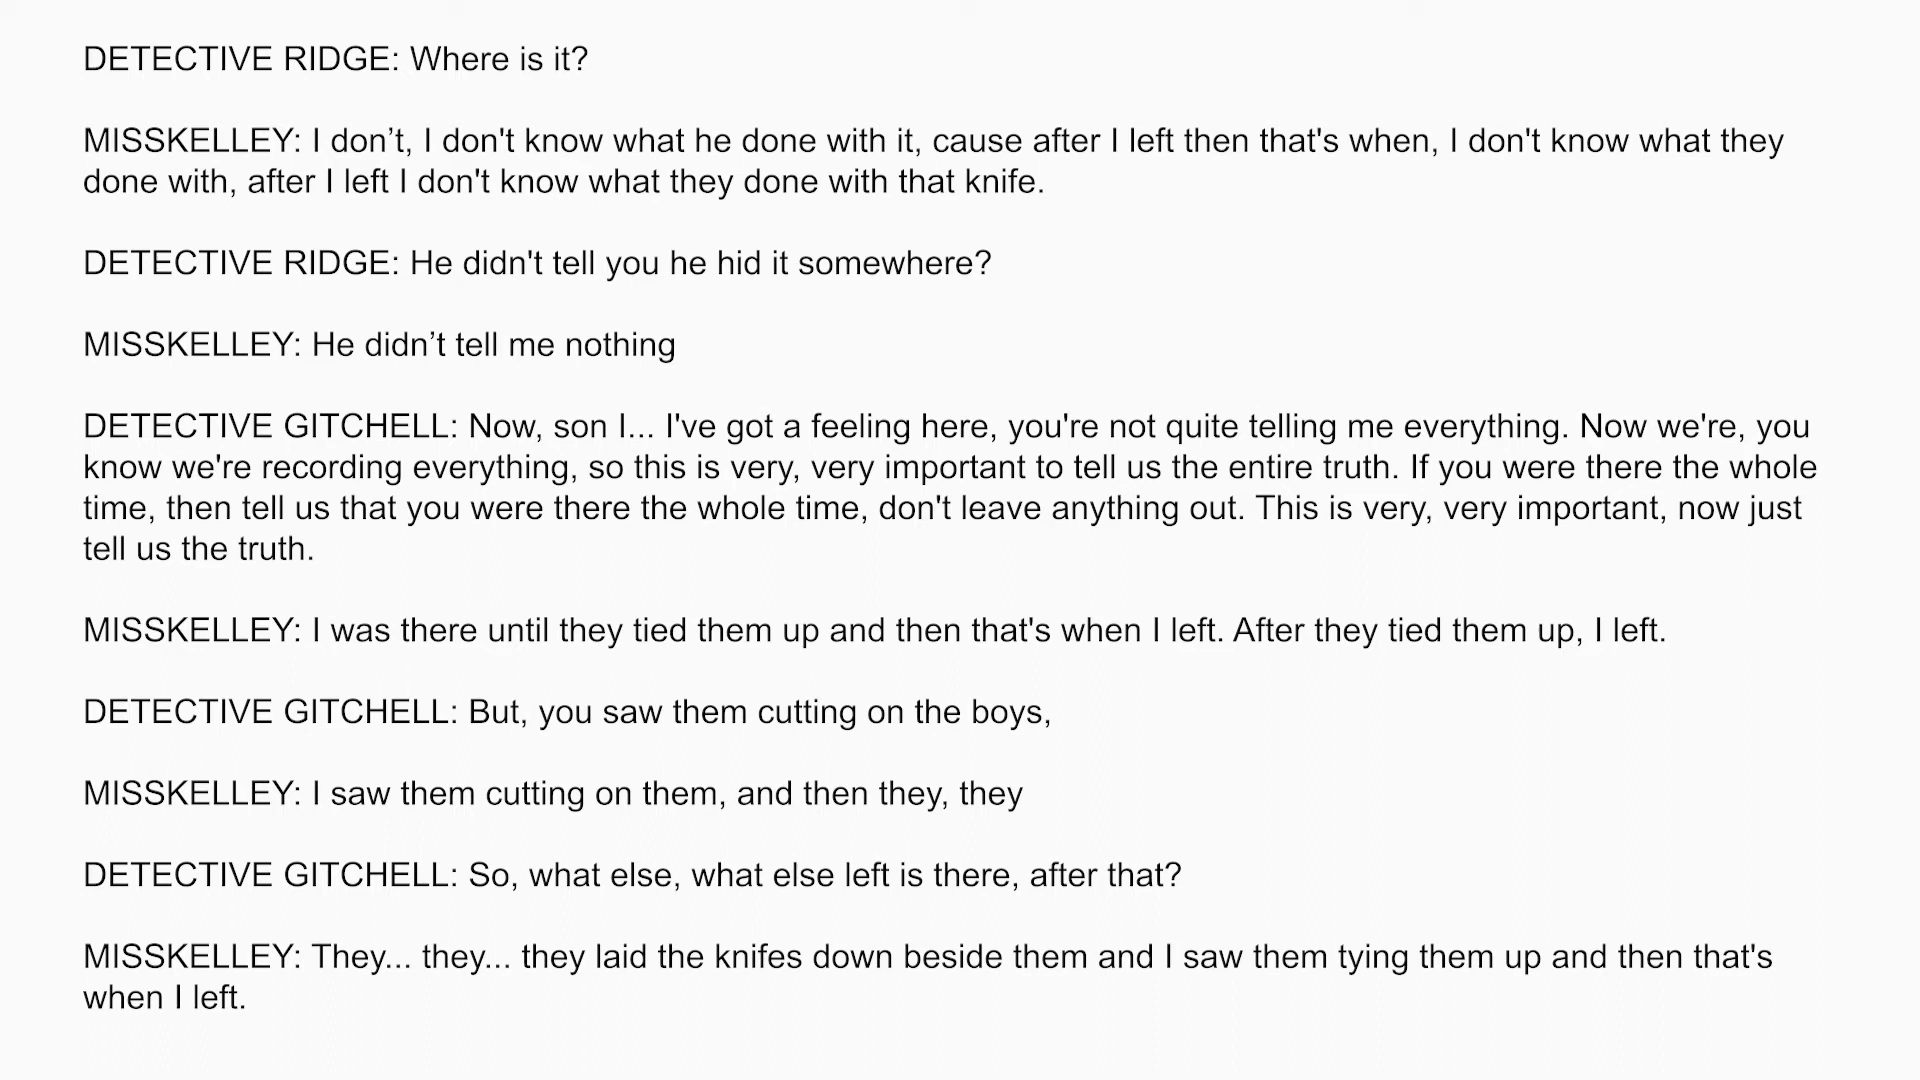 DETECTIVE RIDGE: Where is it?
MISSKELLEY: I don’t, I don't know what he done with it, cause after I left then that's when, I don't know what they
done with, after I left I don't know what they done with that knife.
DETECTIVE RIDGE: He didn't tell you he hid it somewhere?
MISSKELLEY: He didn’t tell me nothing
DETECTIVE GITCHELL: Now, son I... I've got a feeling here, you're not quite telling me everything. Now we're, you
know we're recording everything, so this is very, very important to tell us the entire truth. If you were there the whole
time, then tell us that you were there the whole time, don't leave anything out. This is very, very important, now just
tell us the truth.
MISSKELLEY: I was there until they tied them up and then that's when I left. After they tied them up, I left.
DETECTIVE GITCHELL: But, you saw them cutting on the boys,
MISSKELLEY: I saw them cutting on them, and then they, they
DETECTIVE GITCHELL: So, what else, what else left is there, after that?
MISSKELLEY: They... they... they laid the knifes down beside them and I saw them tying them up and then that's
when I left.